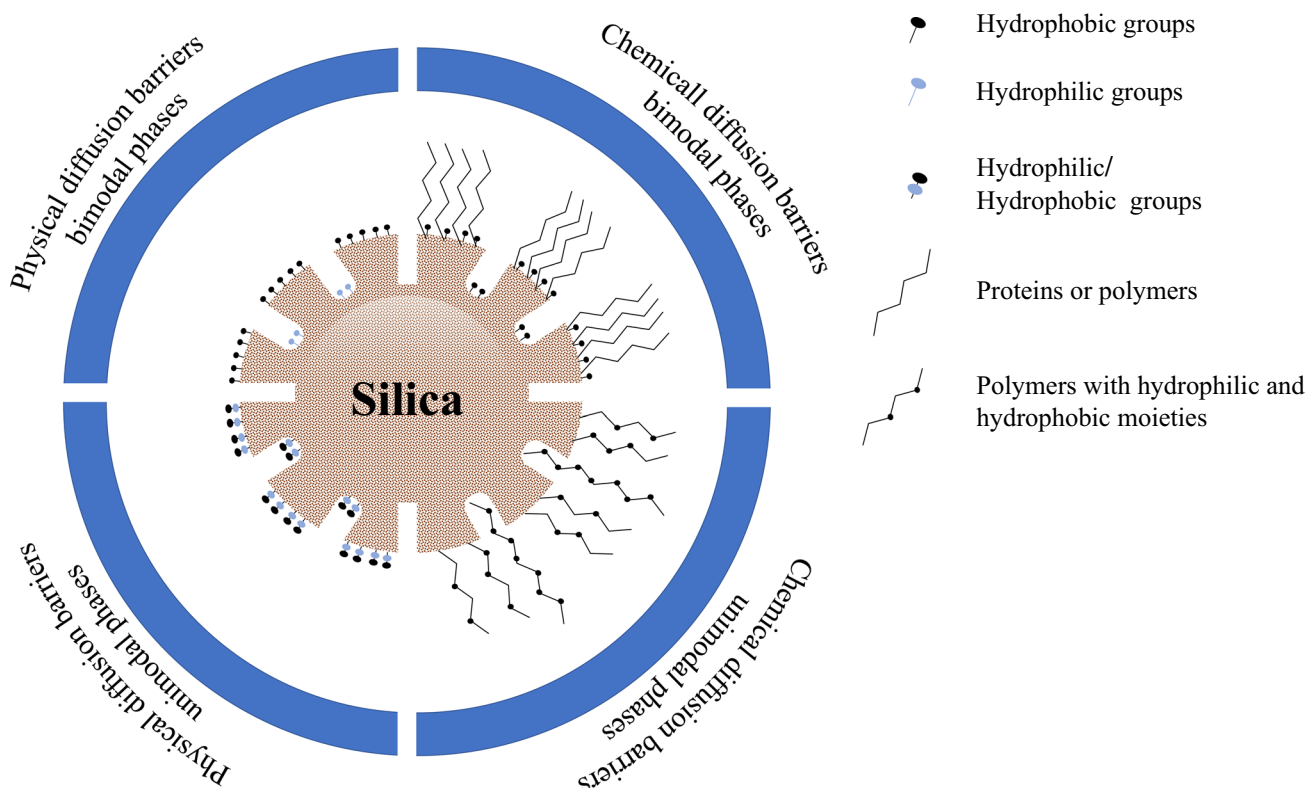 Physical diffusion barriers
bimodal phases
Chemicall diffusion barriers
bimodal phases
Silica
unimodal phases
Physical diffusion barriers
unimodal phases
Chemical diffusion barriers
Hydrophobic groups
Hydrophilic groups
Hydrophilic/
Hydrophobic groups
Proteins or polymers
Polymers with hydrophilic and
hydrophobic moieties